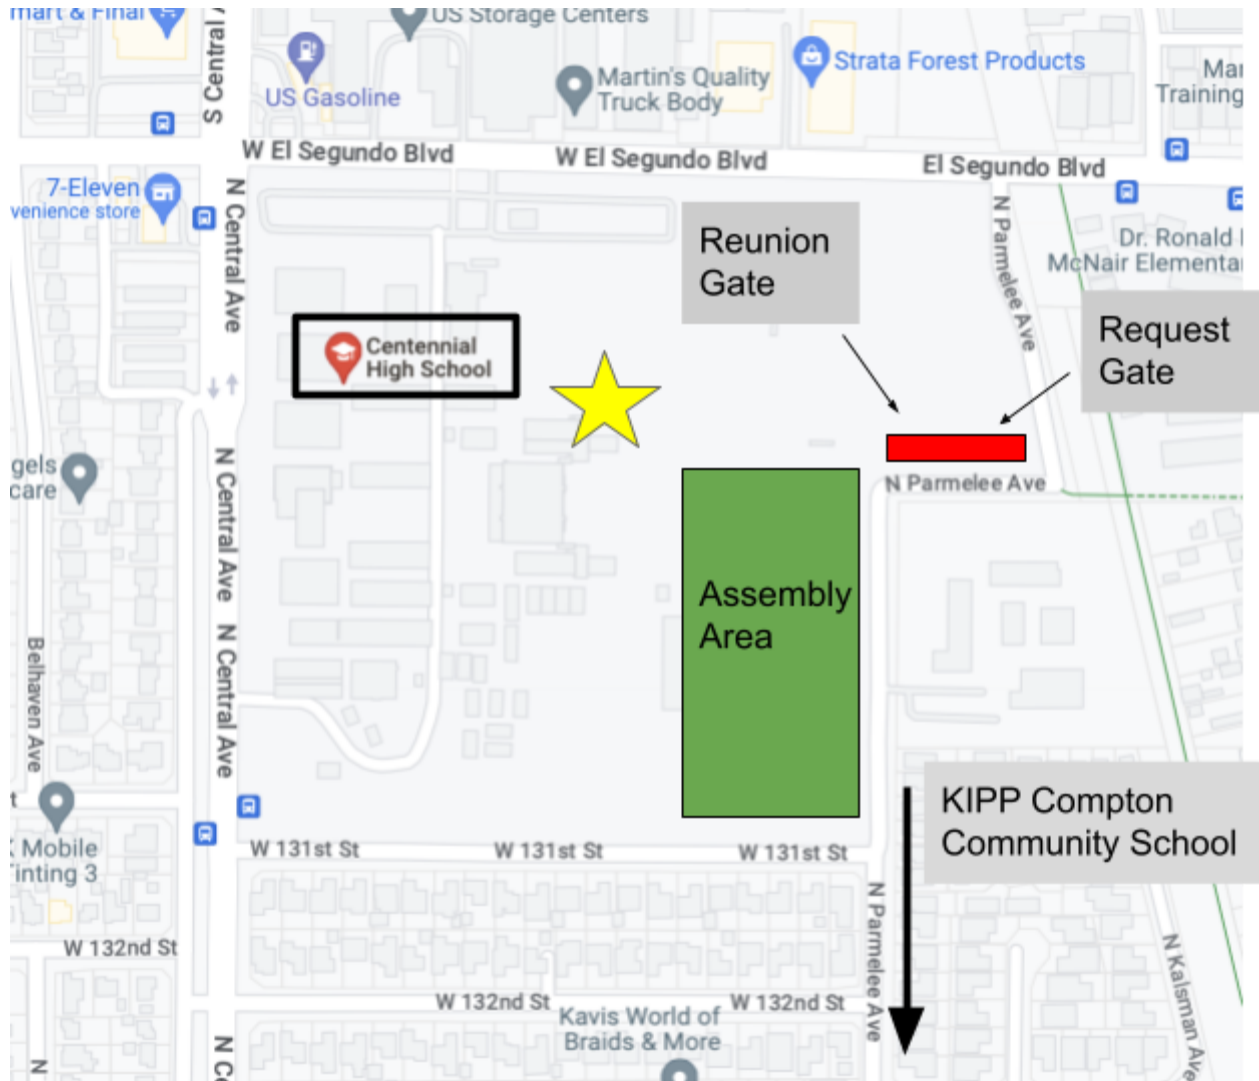 mart & Final
US Storage Centers
S Central
US Gasoline
Martin's Quality
Truck Body
Strata Forest Products
Training
W El Segundo Blvd
W El Segundo Blvd
El Segundo Blvd
7-Eleven
venience store
N Central Ave
N Parmelee Ave
Dr. Ronald
McNair Elementa
Reunion
Gate
Request
Gate
Centennial
High School
N Parmelee Ave
gels
care
N Central Ave
Assembly
Area
Belhaven Ave
N Central Ave
KIPP Compton
Community School
Mobile
inting 3
W 131st St
W 131st St
W 131st St
N Parmelee Ave
W 132nd St
N Kalsman Ave
W 132nd St
W 132nd St
Kavis World of
Braids & More
N
N Ce